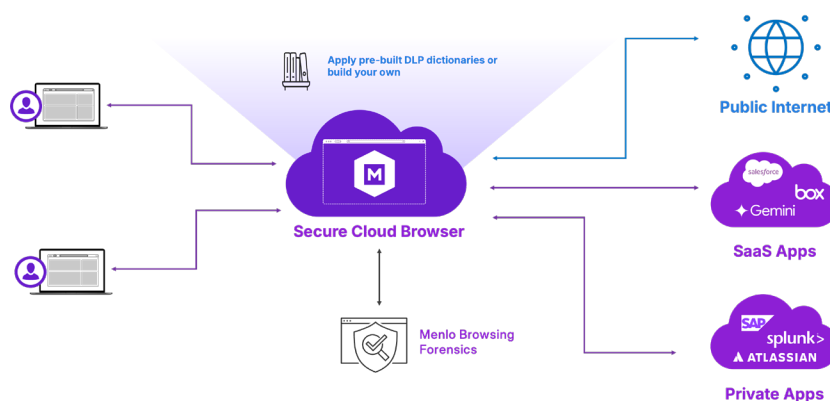 Apply pre-built DLP dictionaries or
build your own
M
Secure Cloud Browser
Menlo Browsing
Forensics
Public Internet
salesforce
box
Gemini
SaaS Apps
SAP
splunk>
ATLASSIAN
Private Apps